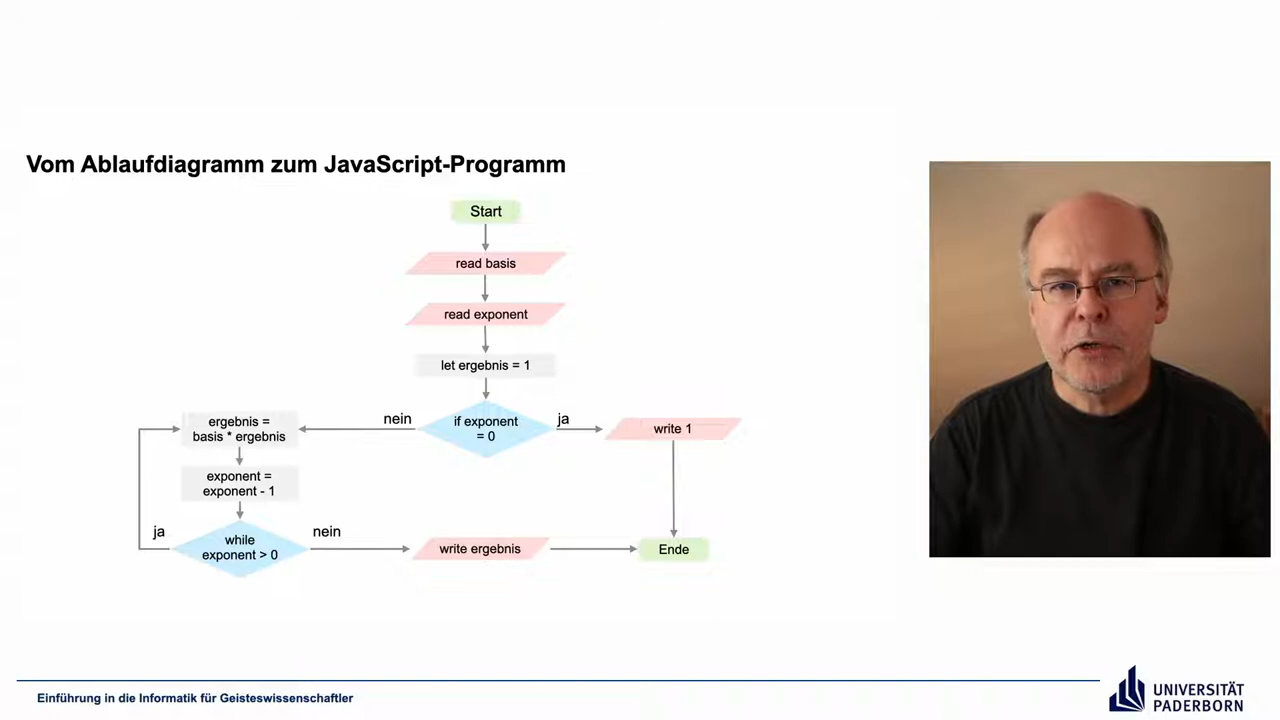 Vom Ablaufdiagramm zum JavaScript-Programm
Start
read basis
read exponent
let ergebnis = 1
if exponent
= 0
nein
ja
ergebnis =
basis * ergebnis
write 1
exponent =
exponent - 1
while
exponent > 0
ja
nein
write ergebnis
Ende
Einführung in die Informatik für Geisteswissenschaftler
UNIVERSITÄT
PADERBORN